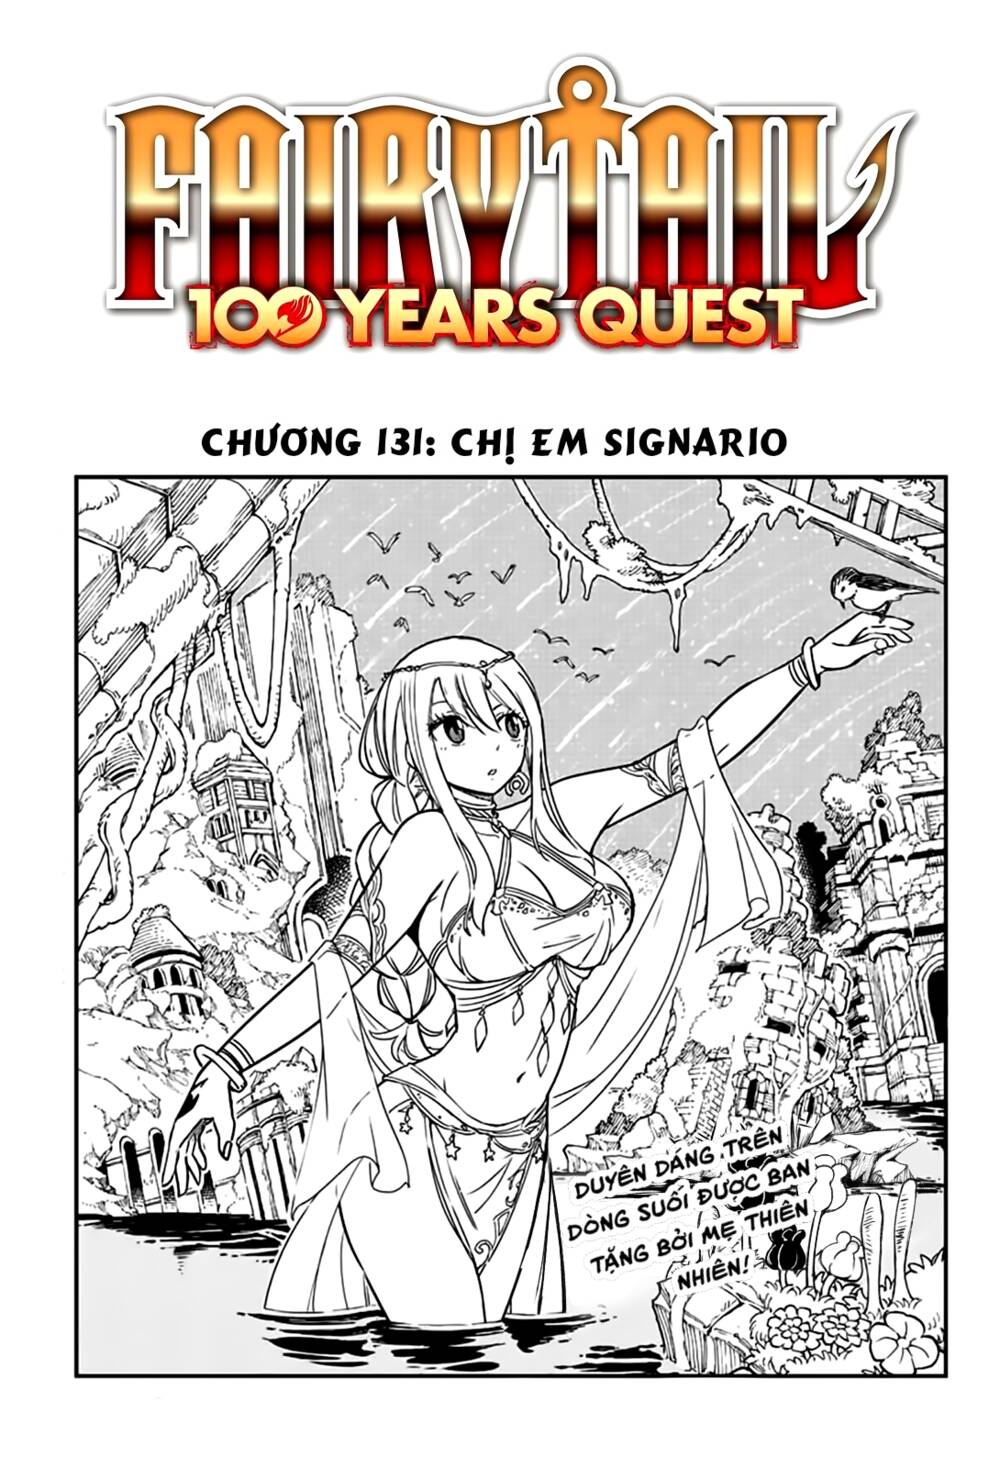 FAIRY TAIL
100 YEARS QUEST
CHƯƠNG 131: CHỊ EM SIGNARIO
DUYÊN DÁNG TRÊN
DÒNG SUỐI ĐƯỢC BAN
TẶNG BỞI MẸ THIÊN
NHIÊN!